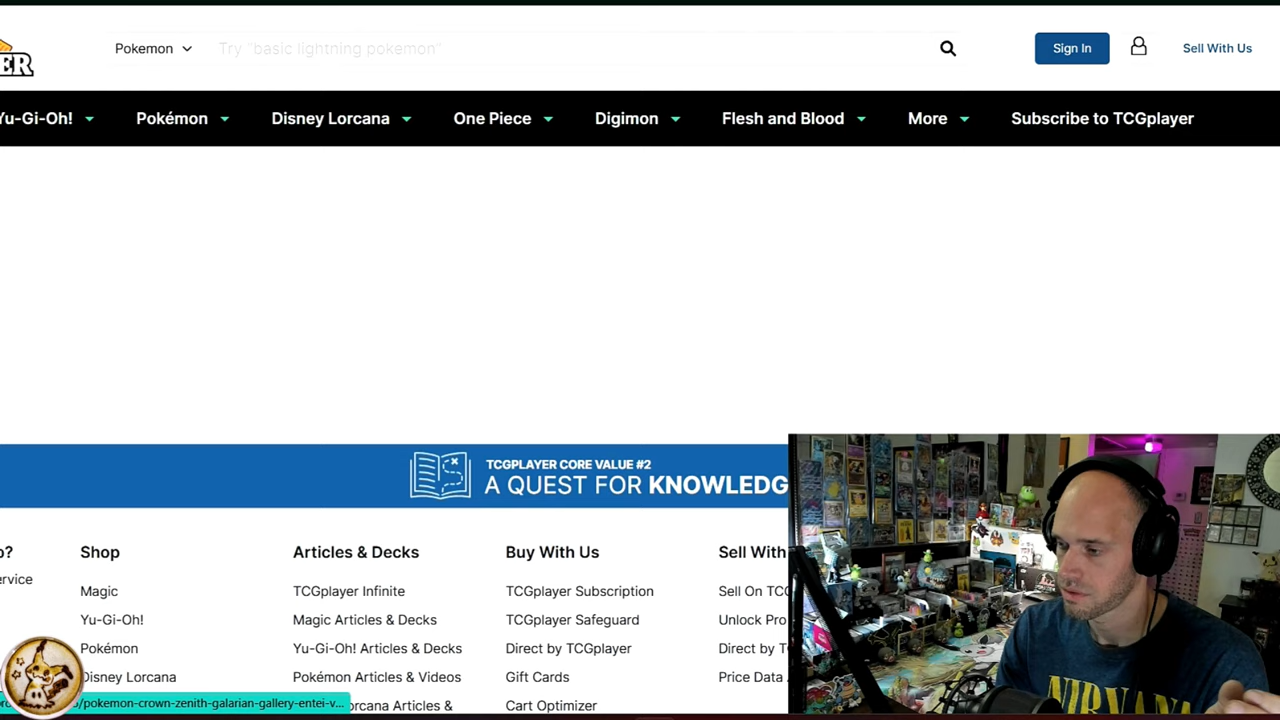 ER
Pokemon
Try "basic lightning pokemon"
Sign In
Sell With Us
Yu-Gi-Oh!
Pokémon
Disney Lorcana
One Piece
Digimon
Flesh and Blood
More
Subscribe to TCGplayer
TCGPLAYER CORE VALUE #2
A QUEST FOR KNOWLEDG
p?
ervice
Shop
Magic
Yu-Gi-Oh!
Pokémon
Disney Lorcana
Articles & Decks
TCGplayer Infinite
Magic Articles & Decks
Yu-Gi-Oh! Articles & Decks
Pokémon Articles & Videos
orcana Articles &
Buy With Us
TCGplayer Subscription
TCGplayer Safeguard
Direct by TCGplayer
Gift Cards
Cart Optimizer
Sell With
Sell On TCG
Unlock Pro
Direct by T
Price Data
/pokemon-crown-zenith-galarian-gallery-entei-v...
NIRVANA